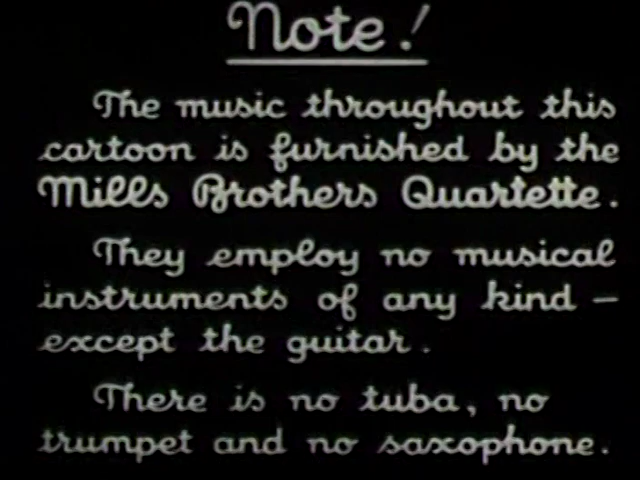 Note!
The music throughout this
cartoon is furnished by the
Mills Brothers Quartette.
They employ no musical
instruments of any kind —
except the guitar.
There is no tuba, no
trumpet and no saxophone.